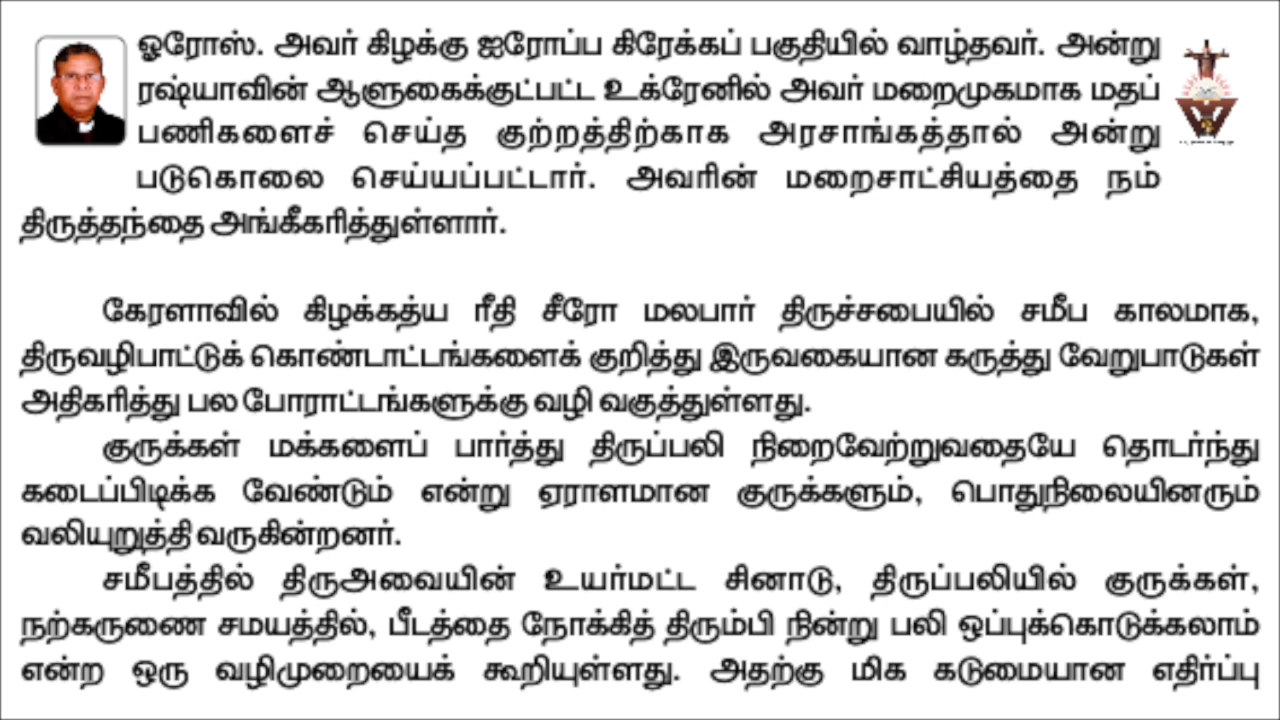 ஓரோஸ். அவர் கிழக்கு ஐரோப்ப கிரேக்கப் பகுதியில் வாழ்தவர். அன்று
ரஷ்யாவின் ஆளுகைக்குட்பட்ட உக்ரேனில் அவர் மறைமுகமாக மதப்
பணிகளைச் செய்த குற்றத்திற்காக அரசாங்கத்தால் அன்று
படுகொலை செய்யப்பட்டார். அவரின் மறைசாட்சியத்தை நம்
திருத்தந்தை அங்கீகரித்துள்ளார்.
கேரளாவில் கிழக்கத்ய ரீதி சீரோ மலபார் திருச்சபையில் சமீப காலமாக,
திருவழிபாட்டுக் கொண்டாட்டங்களைக் குறித்து இருவகையான கருத்து வேறுபாடுகள்
அதிகரித்து பல போராட்டங்களுக்கு வழி வகுத்துள்ளது.
குருக்கள் மக்களைப் பார்த்து திருப்பலி நிறைவேற்றுவதையே தொடர்ந்து
கடைப்பிடிக்க வேண்டும் என்று ஏராளமான குருக்களும், பொதுநிலையினரும்
வலியுறுத்தி வருகின்றனர்.
சமீபத்தில் திருஅவையின் உயர்மட்ட சினாடு, திருப்பலியில் குருக்கள்,
நற்கருணை சமயத்தில், பீடத்தை நோக்கித் திரும்பி நின்று பலி ஒப்புக்கொடுக்கலாம்
என்ற ஒரு வழிமுறையைக் கூறியுள்ளது. அதற்கு மிக கடுமையான எதிர்ப்பு